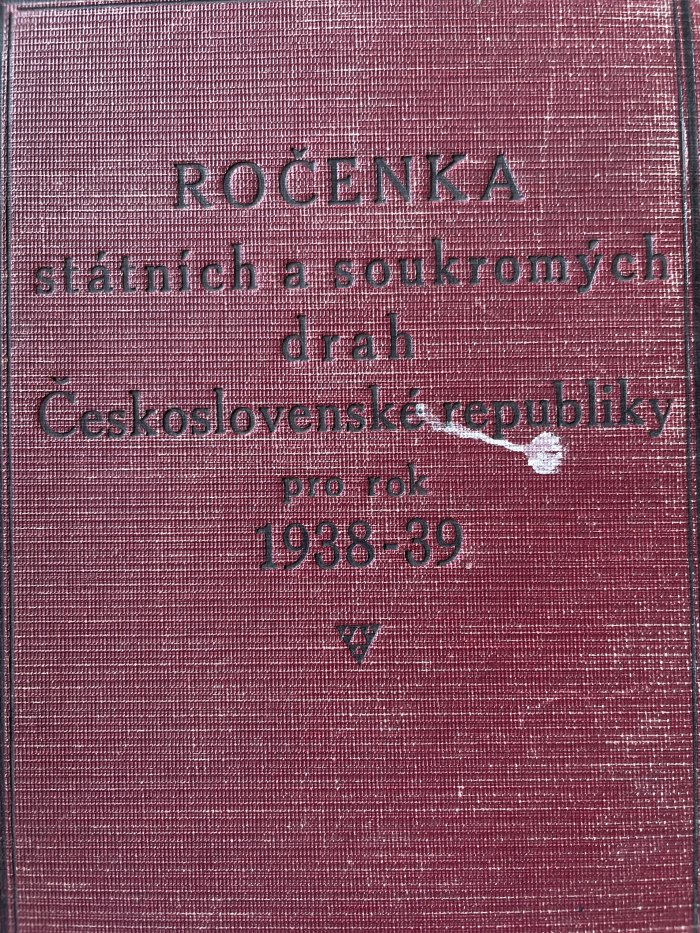 ROČENKA
státních a soukromých
drah
Československé republiky
pro rok
1938-39